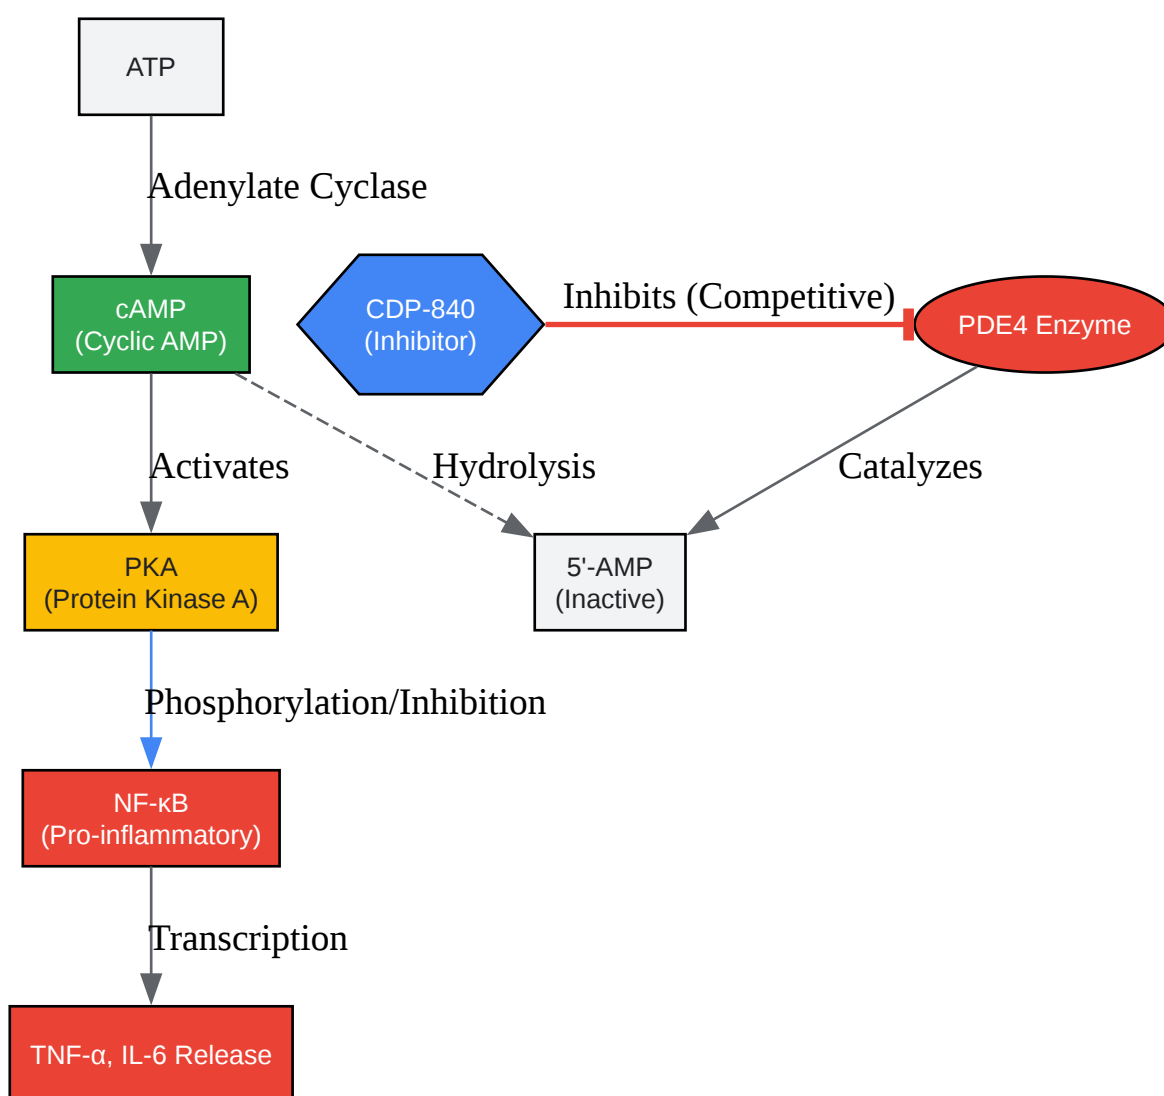 ATP
Adenylate Cyclase
cAMP
(Cyclic AMP)
CDP-840
(Inhibitor)
Inhibits (Competitive)
PDE4 Enzyme
Activates
Hydrolysis
Catalyzes
PKA
(Protein Kinase A)
5'-AMP
(Inactive)
Phosphorylation/Inhibition
NF-κB
(Pro-inflammatory)
Transcription
TNF-α, IL-6 Release